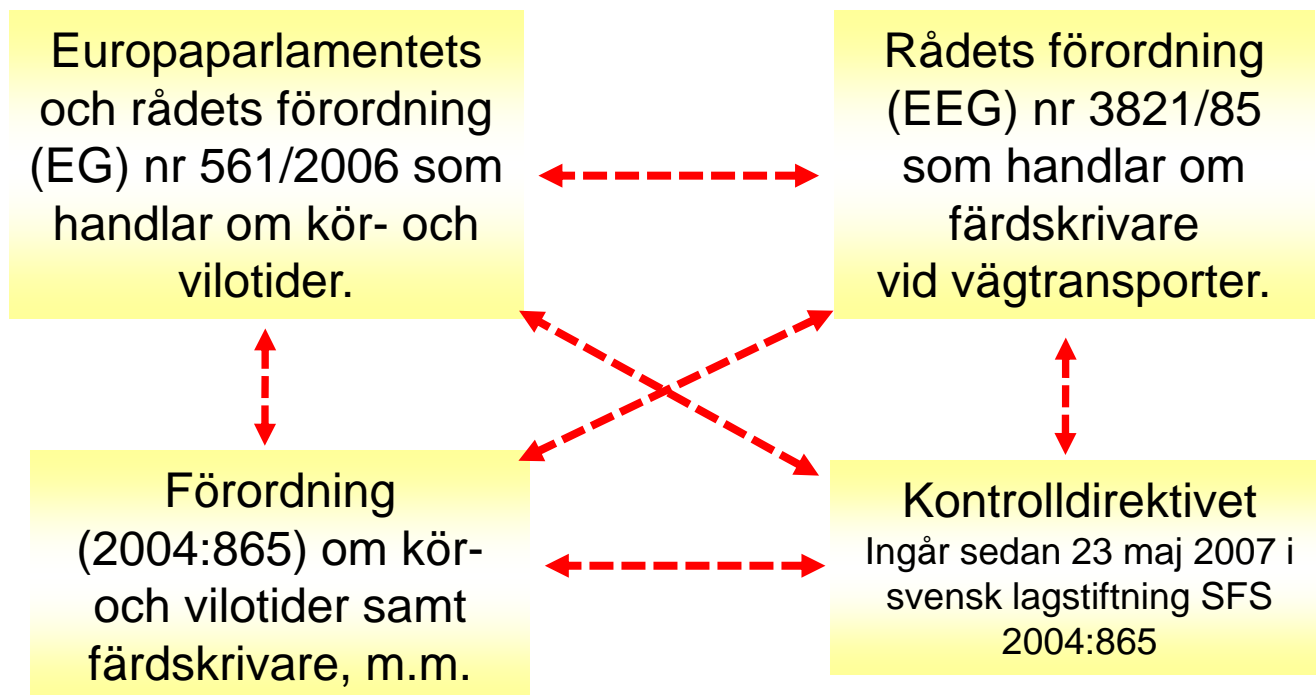 Europaparlamentets
och rådets förordning
(EG) nr 561/2006 som
handlar om kör- och
vilotider.
Rådets förordning
(EEG) nr 3821/85
som handlar om
färdskrivare
vid vägtransporter.
Förordning
(2004:865) om kör-
och vilotider samt
färdskrivare, m.m.
Kontrolldirektivet
Ingår sedan 23 maj 2007 i
svensk lagstiftning SFS
2004:865